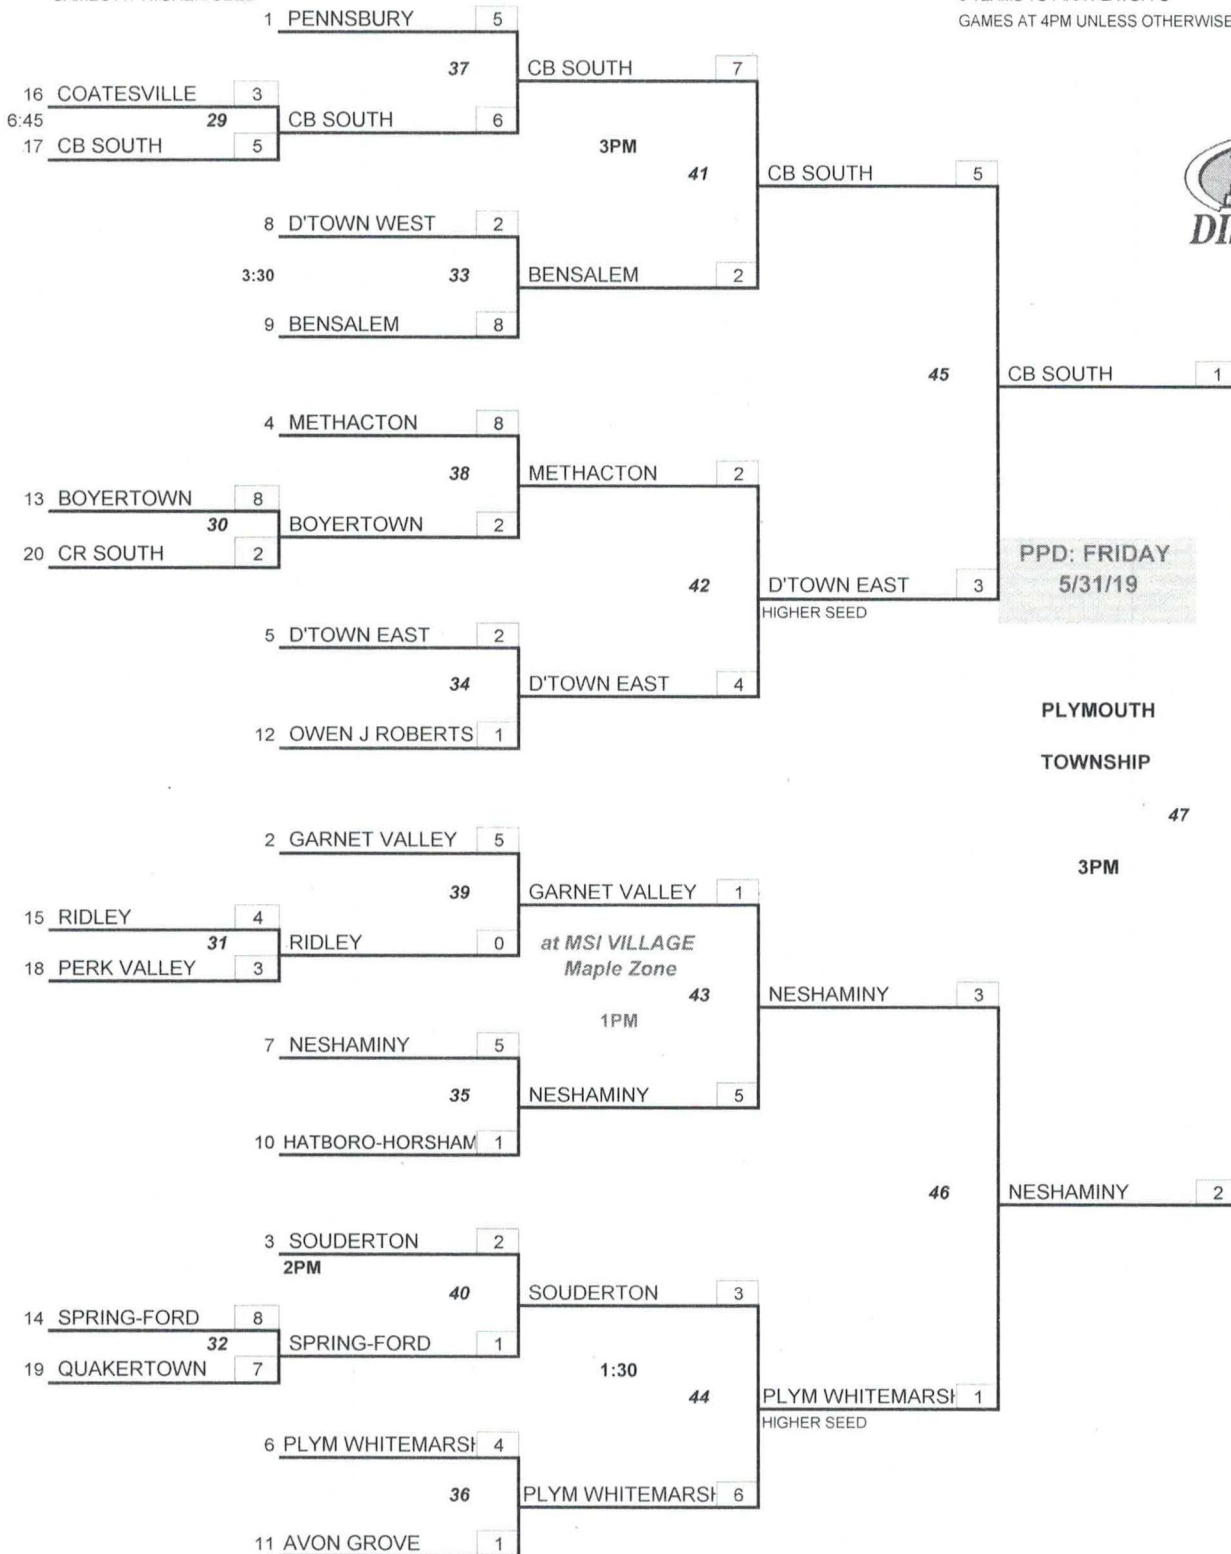 GAMES AT 4PM UNLESS OTHERWISE
1 PENNSBURY 5
37 CB SOUTH 7
16 COATESVILLE 3
6:45 29 CB SOUTH 6
17 CB SOUTH 5
3PM
41 CB SOUTH 5
8 D'TOWN WEST 2
3:30 33 BENSALEM 2
9 BENSALEM 8
45 CB SOUTH 1
4 METHACTON 8
38 METHACTON 2
13 BOYERTOWN 8
30 BOYERTOWN 2
20 CR SOUTH 2
PPD: FRIDAY
5/31/19
42 D'TOWN EAST 3
HIGHER SEED
5 D'TOWN EAST 2
34 D'TOWN EAST 4
12 OWEN J ROBERTS 1
PLYMOUTH
TOWNSHIP
47
3PM
2 GARNET VALLEY 5
39 GARNET VALLEY 1
15 RIDLEY 4
31 RIDLEY 0
18 PERK VALLEY 3
at MSI VILLAGE
Maple Zone
43 NESHAMINY 3
1PM
7 NESHAMINY 5
35 NESHAMINY 5
10 HATBORO-HORSHAM 1
46 NESHAMINY 2
3 SOUDERTON 2
2PM
40 SOUDERTON 3
14 SPRING-FORD 8
32 SPRING-FORD 1
19 QUAKERTOWN 7
1:30
44 PLYM WHITEMARSH 1
HIGHER SEED
6 PLYM WHITEMARSH 4
36 PLYM WHITEMARSH 6
11 AVON GROVE 1